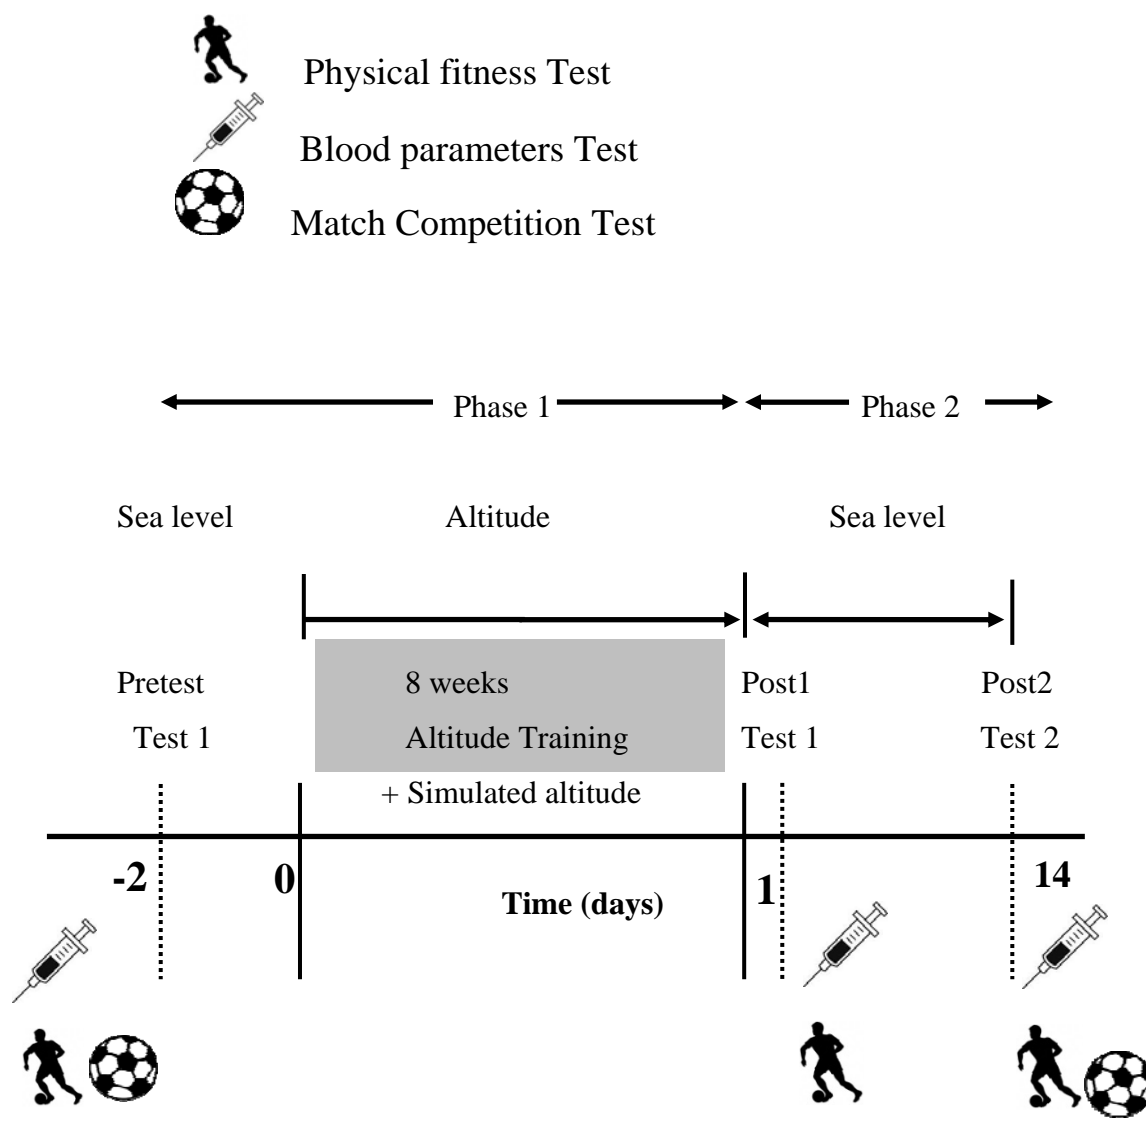 Physical fitness Test
Blood parameters Test
Match Competition Test
Phase 1
Phase 2
Sea level
Altitude
Sea level
Pretest
8 weeks
Post1
Post2
Test 1
Altitude Training
Test 1
Test 2
+ Simulated altitude
-2
0
Time (days)
1
14